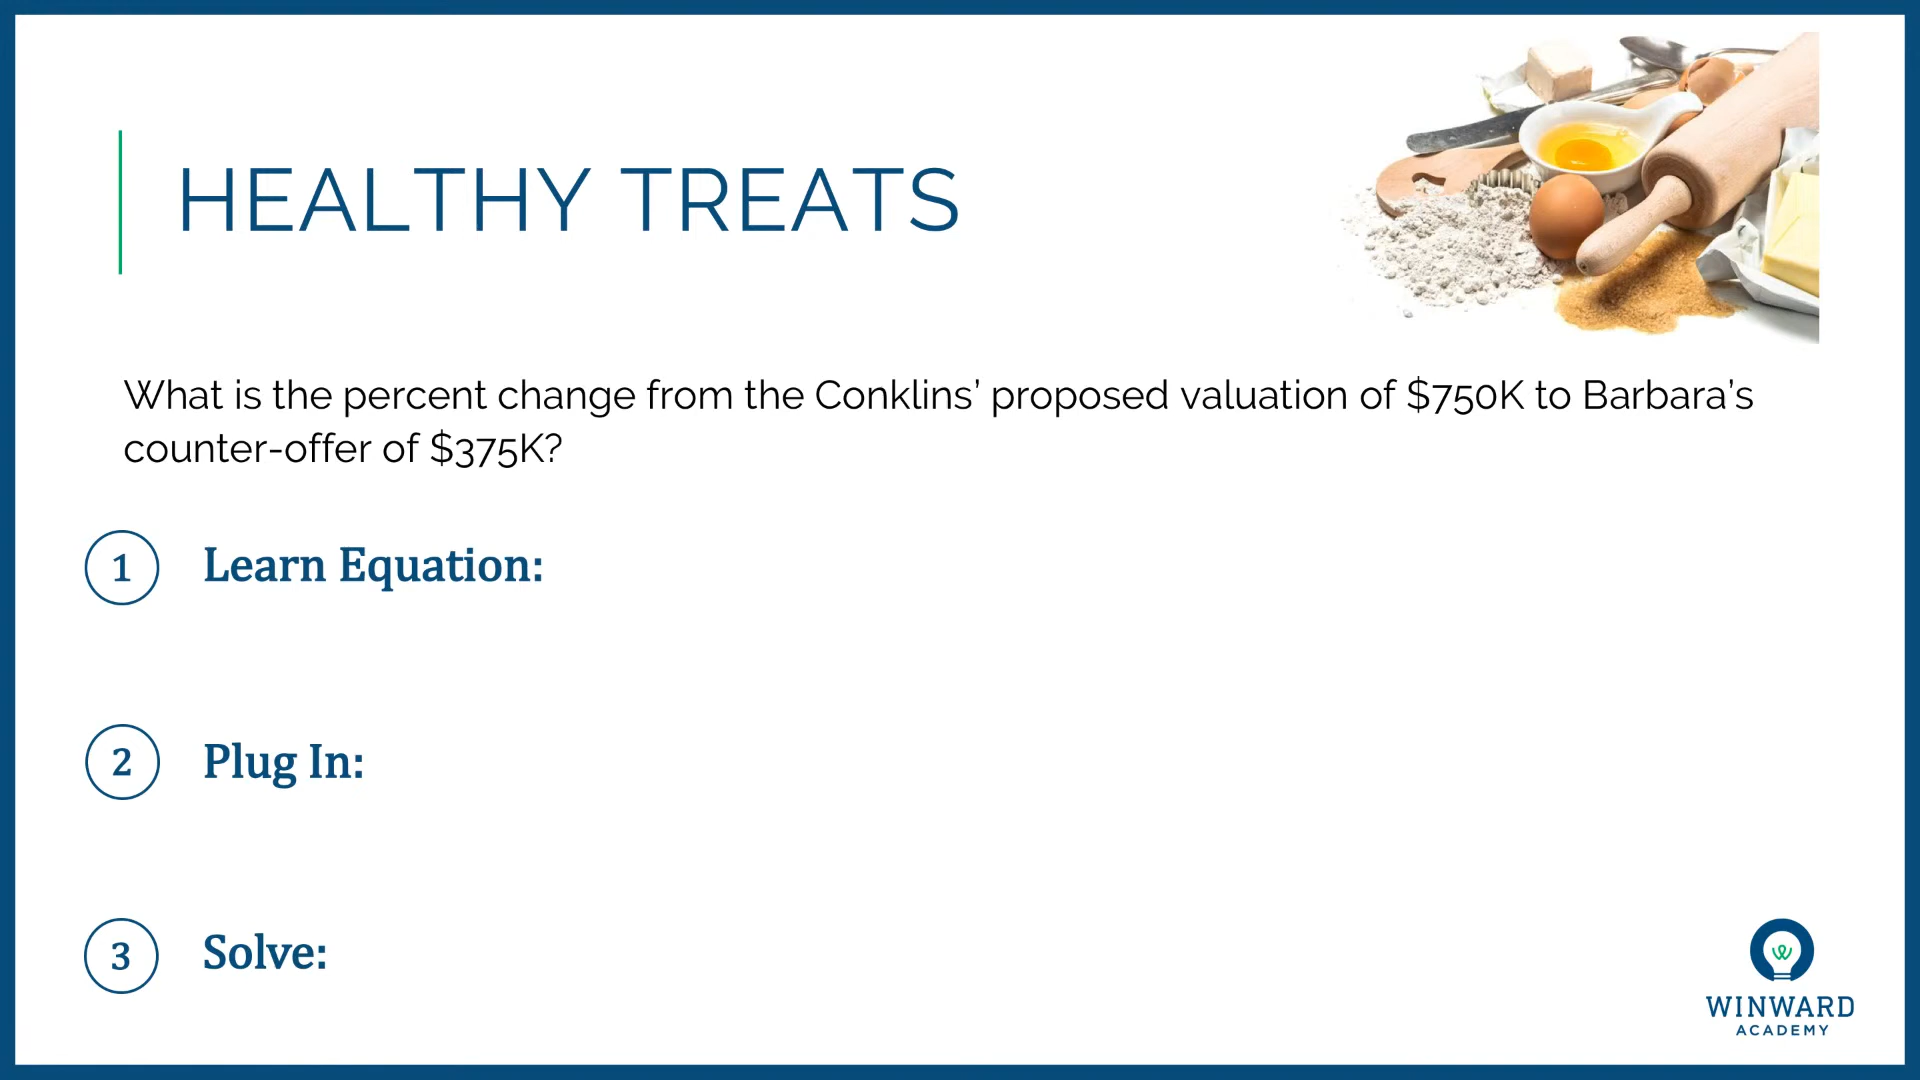 HEALTHY TREATS
What is the percent change from the Conklins’ proposed valuation of $750K to Barbara’s
counter-offer of $375K?
1 Learn Equation:
2 Plug In:
3 Solve:
WINWARD
ACADEMY